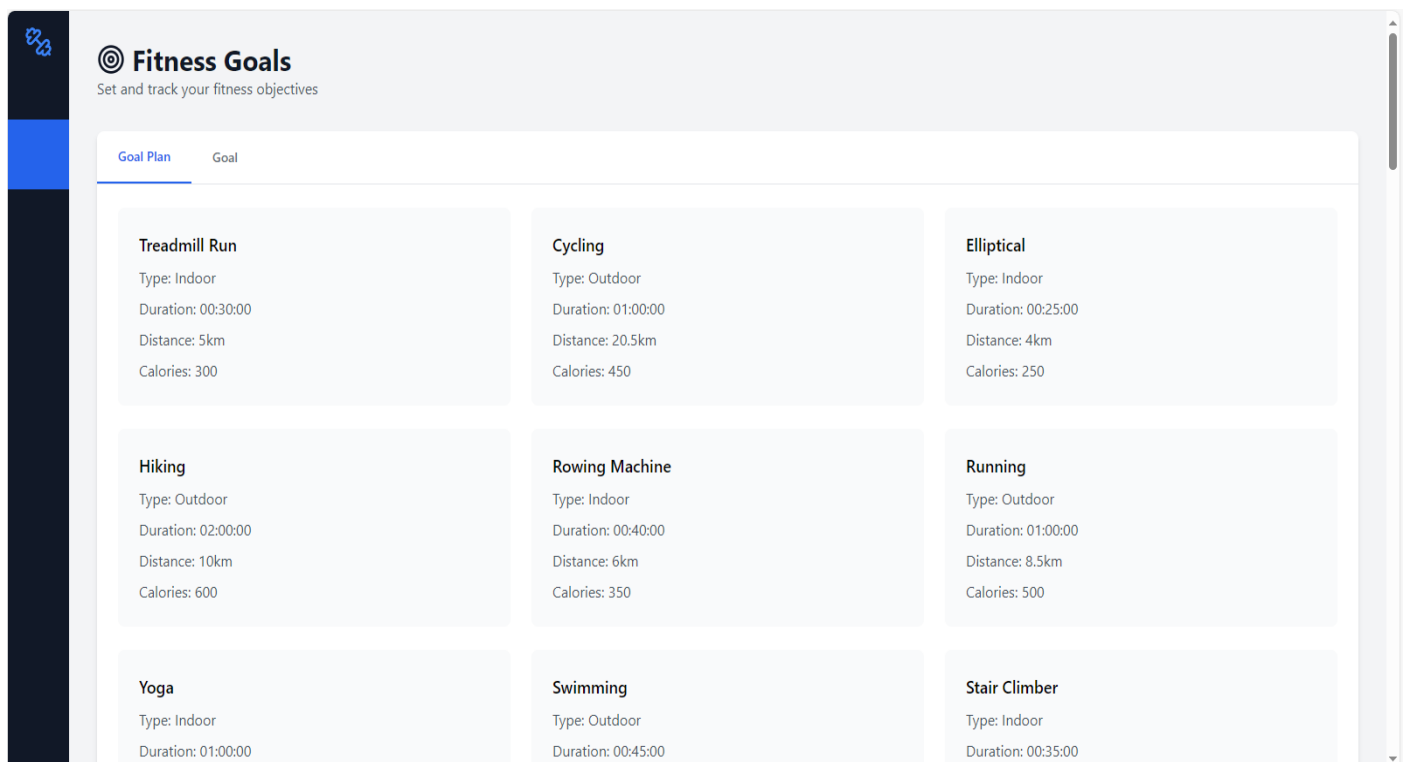 Fitness Goals
Set and track your fitness objectives
Goal Plan
Goal
Treadmill Run
Type: Indoor
Duration: 00:30:00
Distance: 5km
Calories: 300
Cycling
Type: Outdoor
Duration: 01:00:00
Distance: 20.5km
Calories: 450
Elliptical
Type: Indoor
Duration: 00:25:00
Distance: 4km
Calories: 250
Hiking
Type: Outdoor
Duration: 02:00:00
Distance: 10km
Calories: 600
Rowing Machine
Type: Indoor
Duration: 00:40:00
Distance: 6km
Calories: 350
Running
Type: Outdoor
Duration: 01:00:00
Distance: 8.5km
Calories: 500
Yoga
Type: Indoor
Duration: 01:00:00
Swimming
Type: Outdoor
Duration: 00:45:00
Stair Climber
Type: Indoor
Duration: 00:35:00